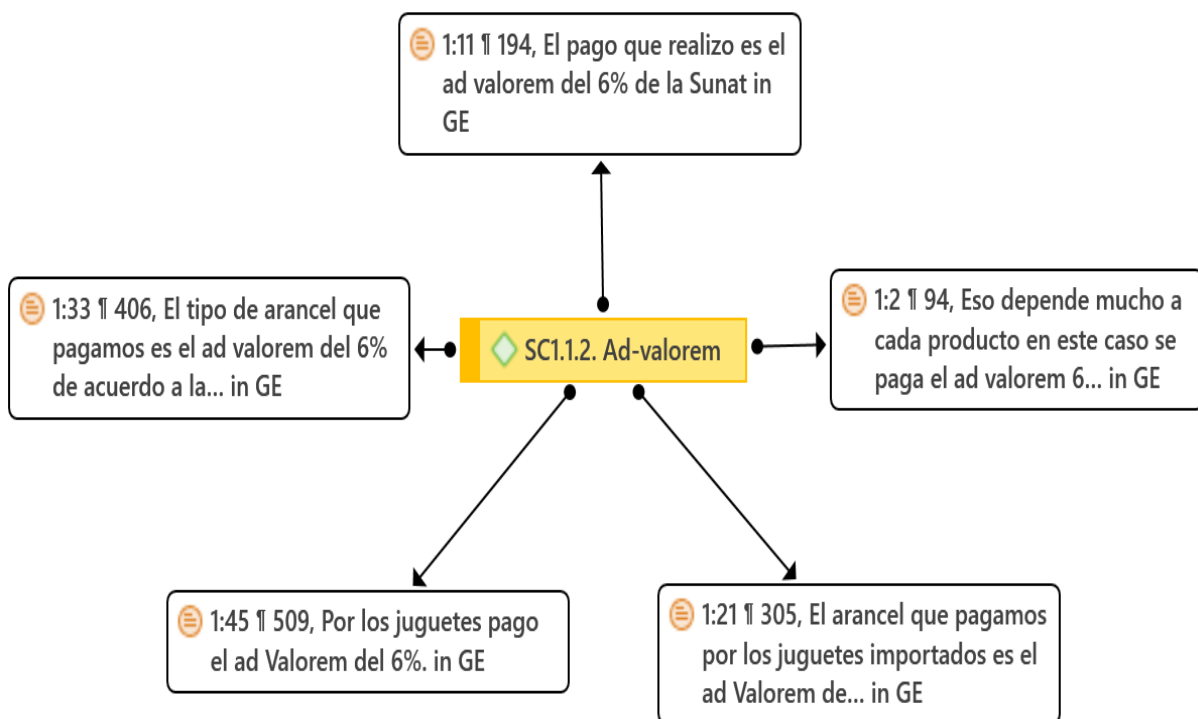 1:11 ¶ 194, El pago que realizo es el
ad valorem del 6% de la Sunat in
GE
1:33 ¶ 406, El tipo de arancel que
pagamos es el ad valorem del 6%
de acuerdo a la... in GE
SC1.1.2. Ad-valorem
1:2 ¶ 94, Eso depende mucho a
cada producto en este caso se
paga el ad valorem 6... in GE
1:45 ¶ 509, Por los juguetes pago
el ad Valorem del 6%. in GE
1:21 ¶ 305, El arancel que pagamos
por los juguetes importados es el
ad Valorem de... in GE